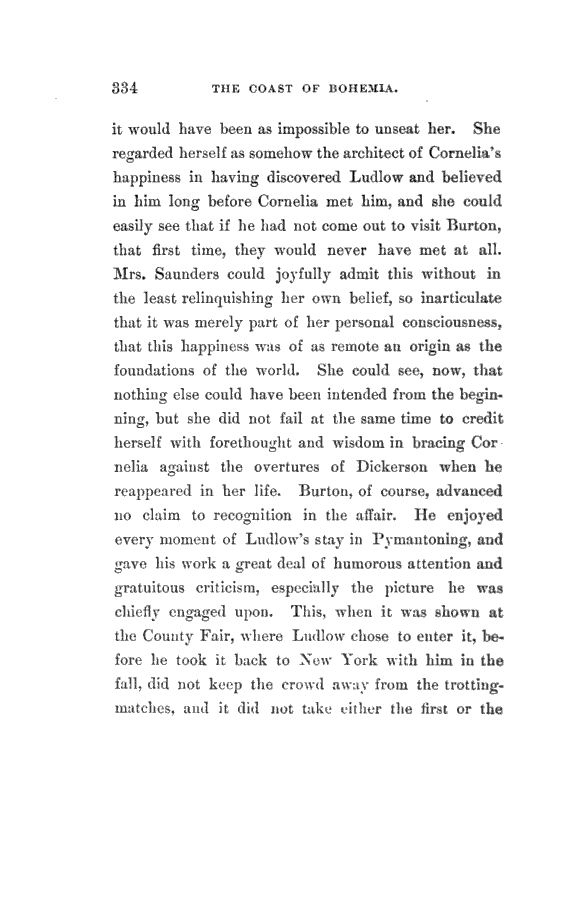 334 THE COAST OF BOHEMIA.
it would have been as impossible to unseat her. She
regarded herself as somehow the architect of Cornelia's
happiness in having discovered Ludlow and believed
in him long before Cornelia met him, and she could
easily see that if he had not come out to visit Burton,
that first time, they would never have met at all.
Mrs. Saunders could joyfully admit this without in
the least relinquishing her own belief, so inarticulate
that it was merely part of her personal consciousness,
that this happiness was of as remote an origin as the
foundations of the world. She could see, now, that
nothing else could have been intended from the begin-
ning, but she did not fail at the same time to credit
herself with forethought and wisdom in bracing Cor-
nelia against the overtures of Dickerson when he
reappeared in her life. Burton, of course, advanced
no claim to recognition in the affair. He enjoyed
every moment of Ludlow's stay in Pymantoning, and
gave his work a great deal of humorous attention and
gratuitous criticism, especially the picture he was
chiefly engaged upon. This, when it was shown at
the County Fair, where Ludlow chose to enter it, be-
fore he took it back to New York with him in the
fall, did not keep the crowd away from the trotting-
matches, and it did not take either the first or the